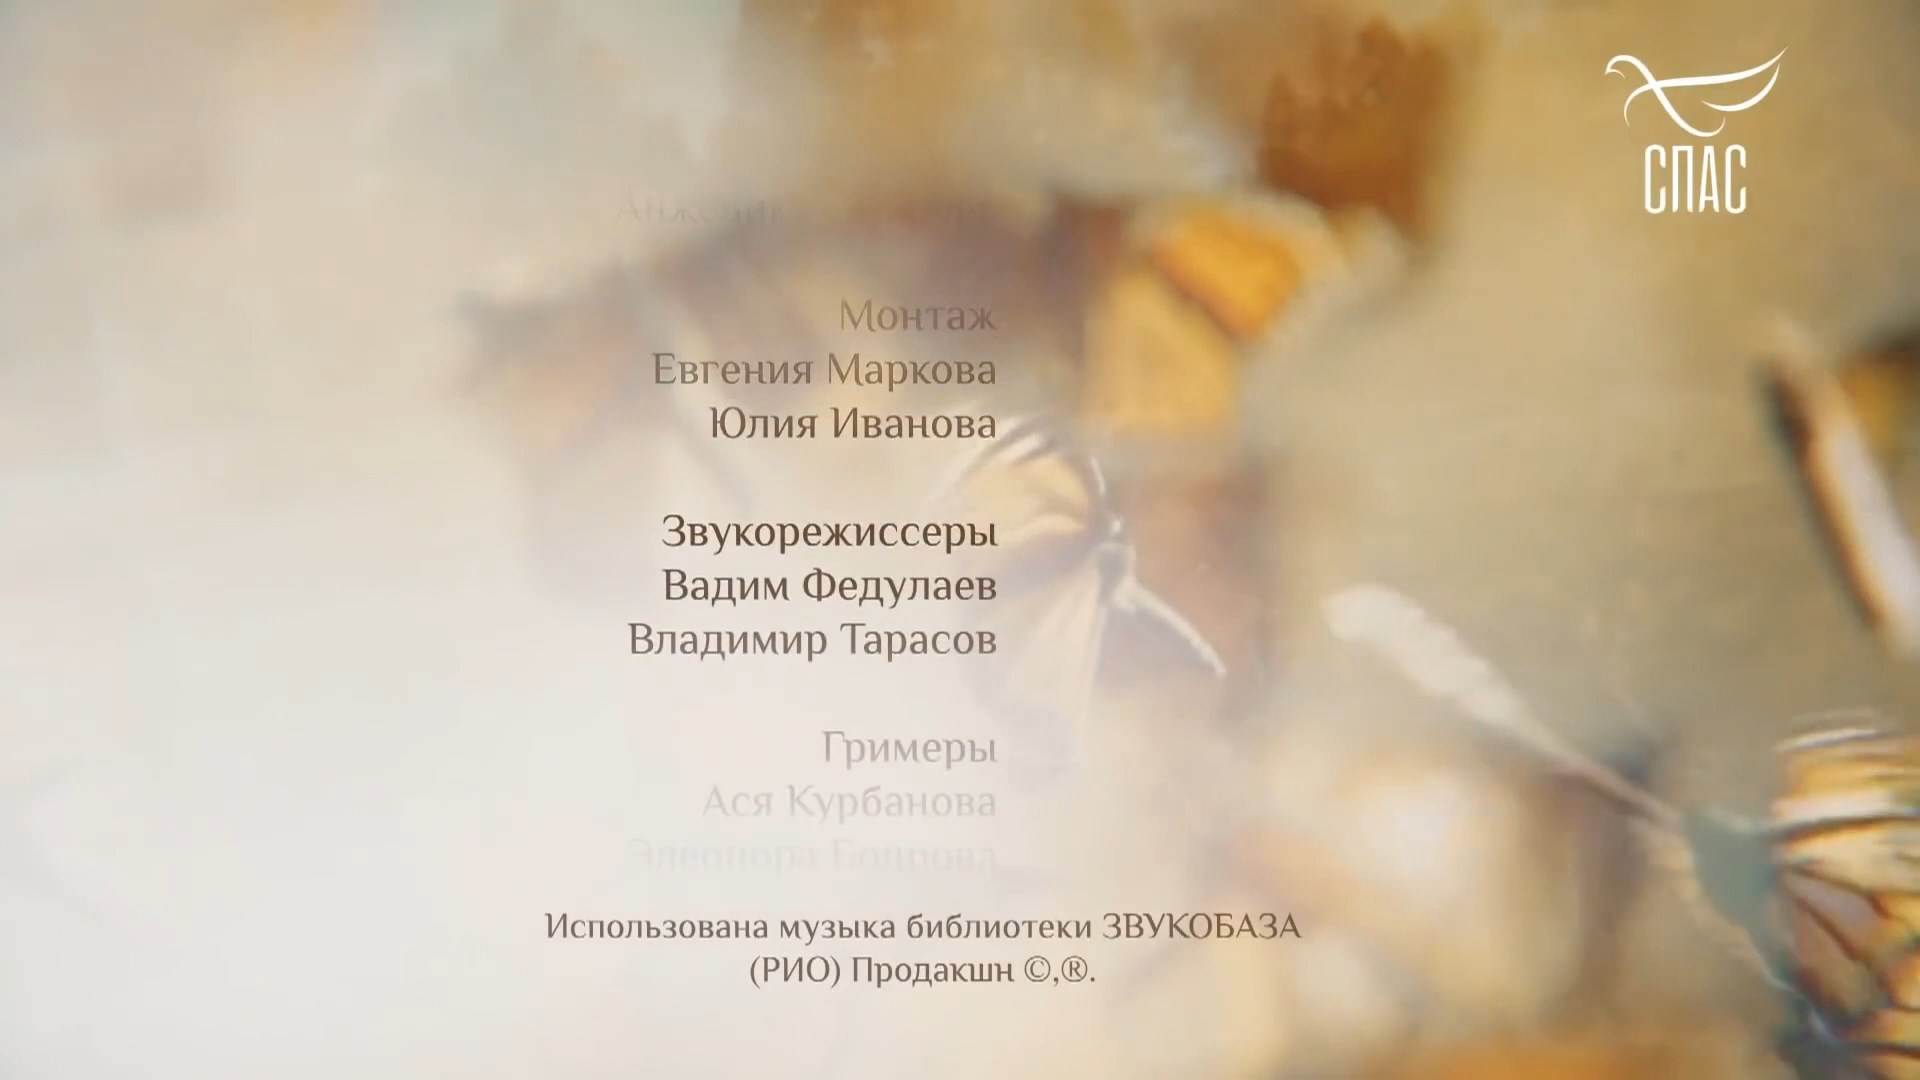 СПАС
Монтаж
Евгения Маркова
Юлия Иванова
Звукорежиссеры
Вадим Федулаев
Владимир Тарасов
Гримеры
Ася Курбанова
Элеонора
Использована музыка библиотеки ЗВУКОБАЗА
(РИО) Продакшн ©,®.